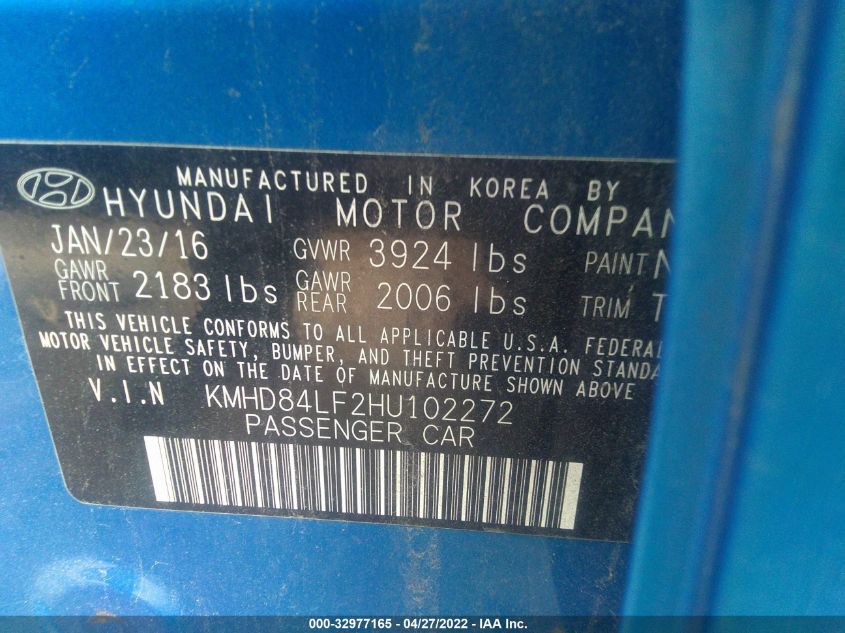 MANUFACTURED IN KOREA BY
HYUNDAI MOTOR COMPAN
JAN/23/16 GVWR 3924 lbs PAINT N
GAWR FRONT 2183 lbs GAWR REAR 2006 lbs TRIM T
THIS VEHICLE CONFORMS TO ALL APPLICABLE U.S.A. FEDERAL
MOTOR VEHICLE SAFETY, BUMPER, AND THEFT PREVENTION STANDA
IN EFFECT ON THE DATE OF MANUFACTURE SHOWN ABOVE
V.I.N KMHD84LF2HU102272
PASSENGER CAR
000-32977165 - 04/27/2022 - IAA Inc.